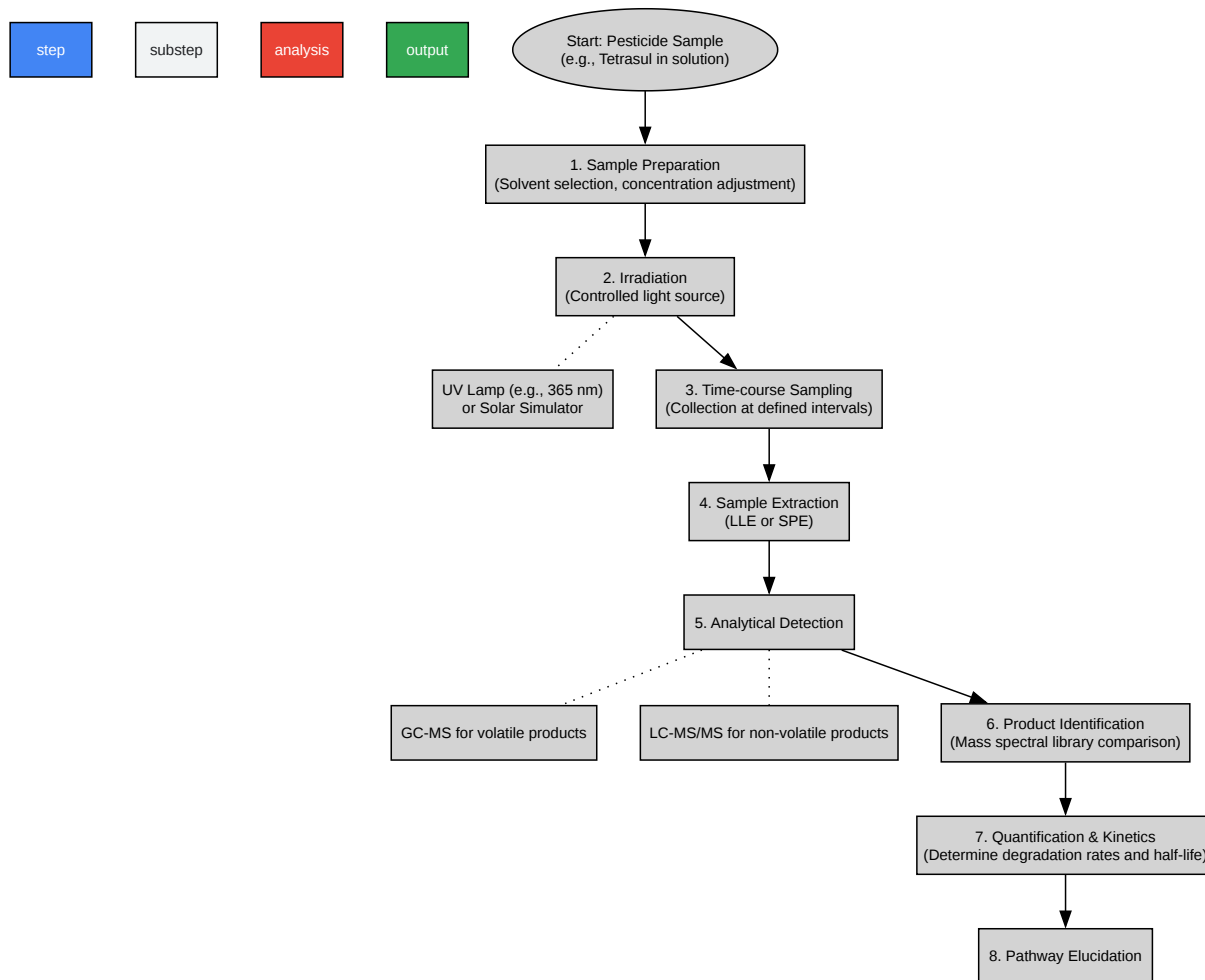 step
substep
analysis
output
Start: Pesticide Sample
(e.g., Tetrasul in solution)
1. Sample Preparation
(Solvent selection, concentration adjustment)
2. Irradiation
(Controlled light source)
UV Lamp (e.g., 365 nm)
or Solar Simulator
3. Time-course Sampling
(Collection at defined intervals)
4. Sample Extraction
(LLE or SPE)
5. Analytical Detection
GC-MS for volatile products
LC-MS/MS for non-volatile products
6. Product Identification
(Mass spectral library comparison)
7. Quantification & Kinetics
(Determine degradation rates and half-life)
8. Pathway Elucidation